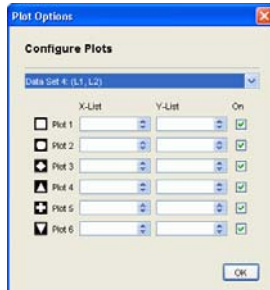 Plot Options
Configure Plots
Data Set 4: (L1, L2)
X-List Y-List On
Plot 1
Plot 2
Plot 3
Plot 4
Plot 5
Plot 6
OK